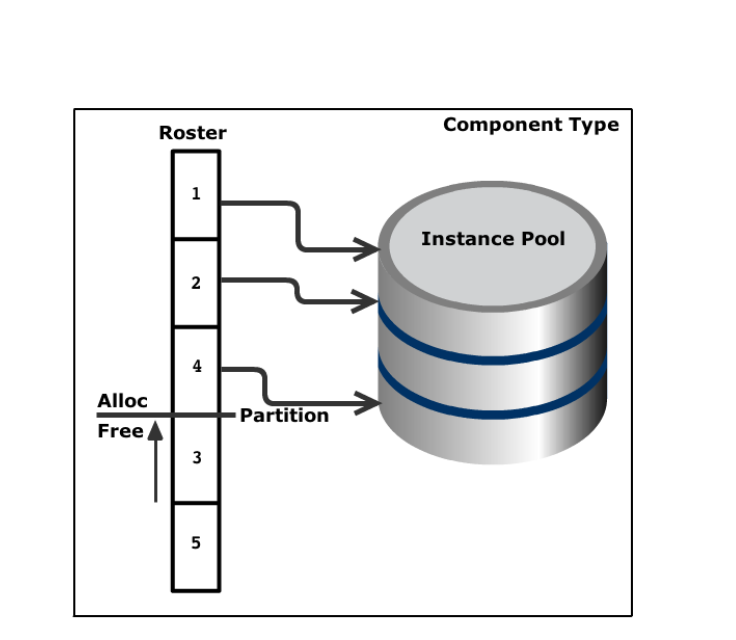 Component Type
Roster
1
Instance Pool
2
4
Alloc
Partition
Free
3
5